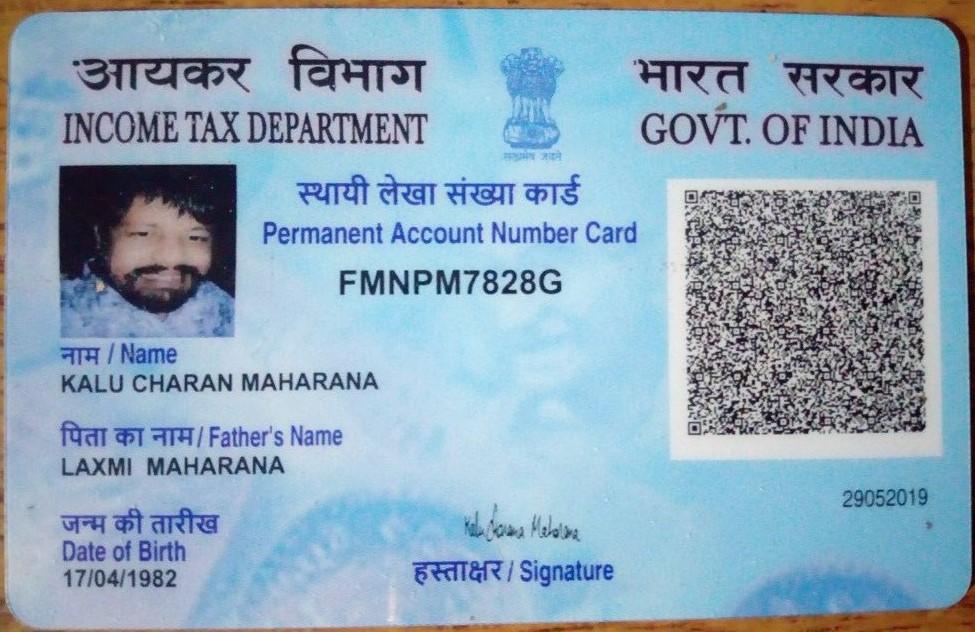 आयकर विभाग
INCOME TAX DEPARTMENT
सत्यमेव जयते
भारत सरकार
GOVT. OF INDIA
स्थायी लेखा संख्या कार्ड
Permanent Account Number Card
FMNPM7828G
नाम / Name
KALU CHARAN MAHARANA
पिता का नाम / Father's Name
LAXMI MAHARANA
जन्म की तारीख
Date of Birth
17/04/1982
29052019
Kalu Charana Maharana
हस्ताक्षर / Signature